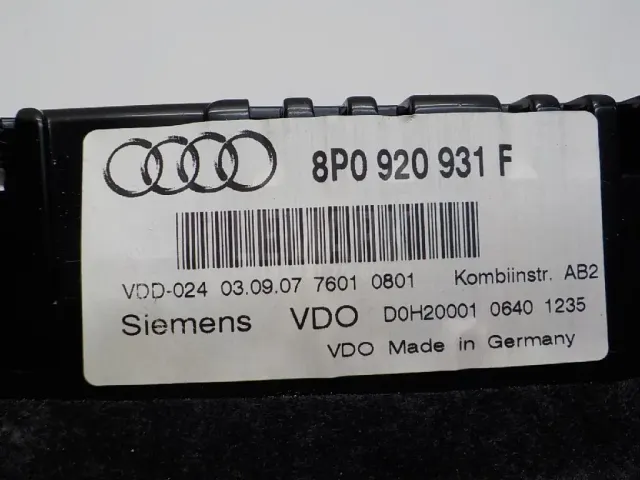 8P0 920 931 F
VDD-024 03.09.07 7601 0801 Kombiinstr. AB2
Siemens VDO D0H20001 0640 1235
VDO Made in Germany